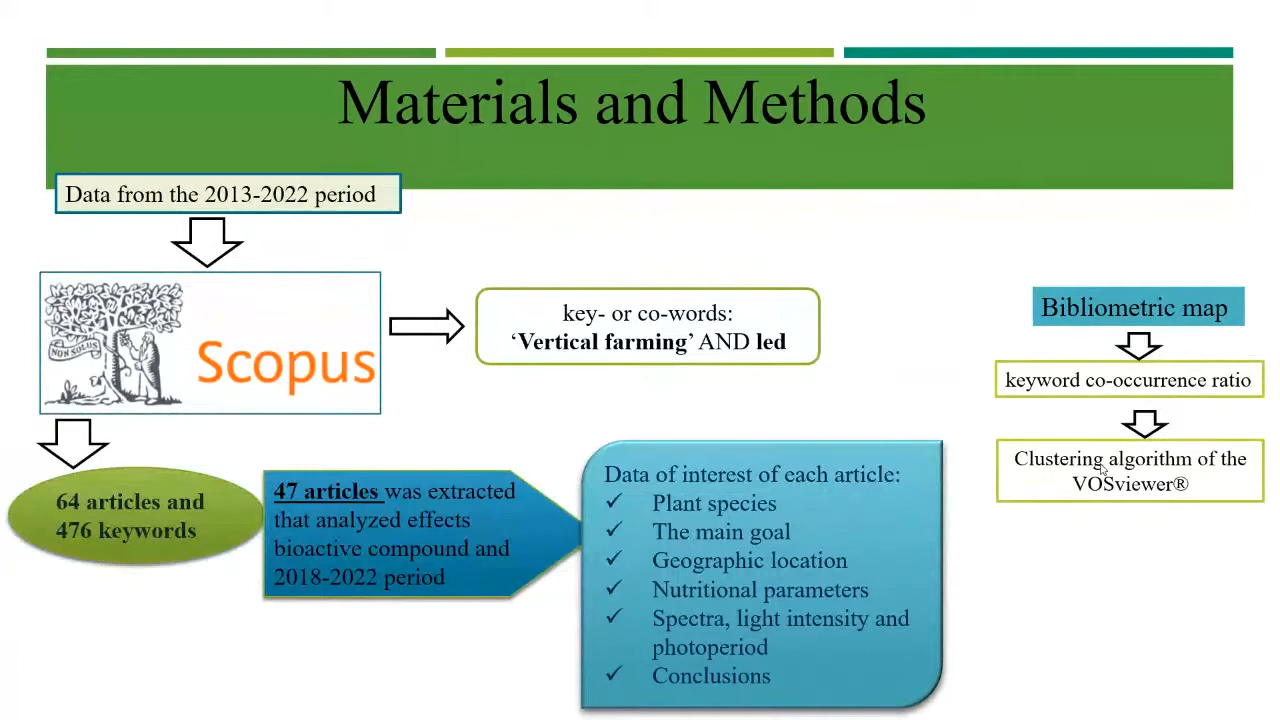 Materials and Methods
Data from the 2013-2022 period
NON SOLUS
Scopus
key- or co-words:
‘Vertical farming’ AND led
64 articles and
476 keywords
47 articles was extracted
that analyzed effects
bioactive compound and
2018-2022 period
Data of interest of each article:
✓ Plant species
✓ The main goal
✓ Geographic location
✓ Nutritional parameters
✓ Spectra, light intensity and
photoperiod
✓ Conclusions
Bibliometric map
keyword co-occurrence ratio
Clustering algorithm of the
VOSviewer®